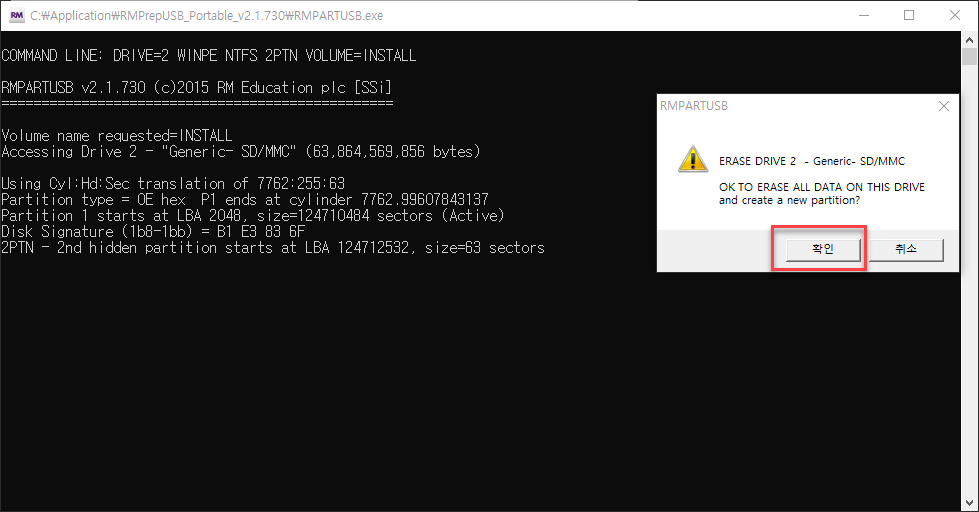 RM C:₩Application₩RMPrepUSB_Portable_v2.1.730₩RMPARTUSB.exe
COMMAND LINE: DRIVE=2 WINPE NTFS 2PTN VOLUME=INSTALL
RMPARTUSB v2.1.730 (c)2015 RM Education plc [SSi]
=================================================
Volume name requested=INSTALL
Accessing Drive 2 - "Generic- SD/MMC" (63,864,569,856 bytes)
Using Cyl:Hd:Sec translation of 7762:255:63
Partition type = 0E hex  P1 ends at cylinder 7762.99607843137
Partition 1 starts at LBA 2048, size=124710484 sectors (Active)
Disk Signature (1b8-1bb) = B1 E3 83 6F
2PTN - 2nd hidden partition starts at LBA 124712532, size=63 sectors
RMPARTUSB
ERASE DRIVE 2  - Generic- SD/MMC
OK TO ERASE ALL DATA ON THIS DRIVE
and create a new partition?
확인 취소